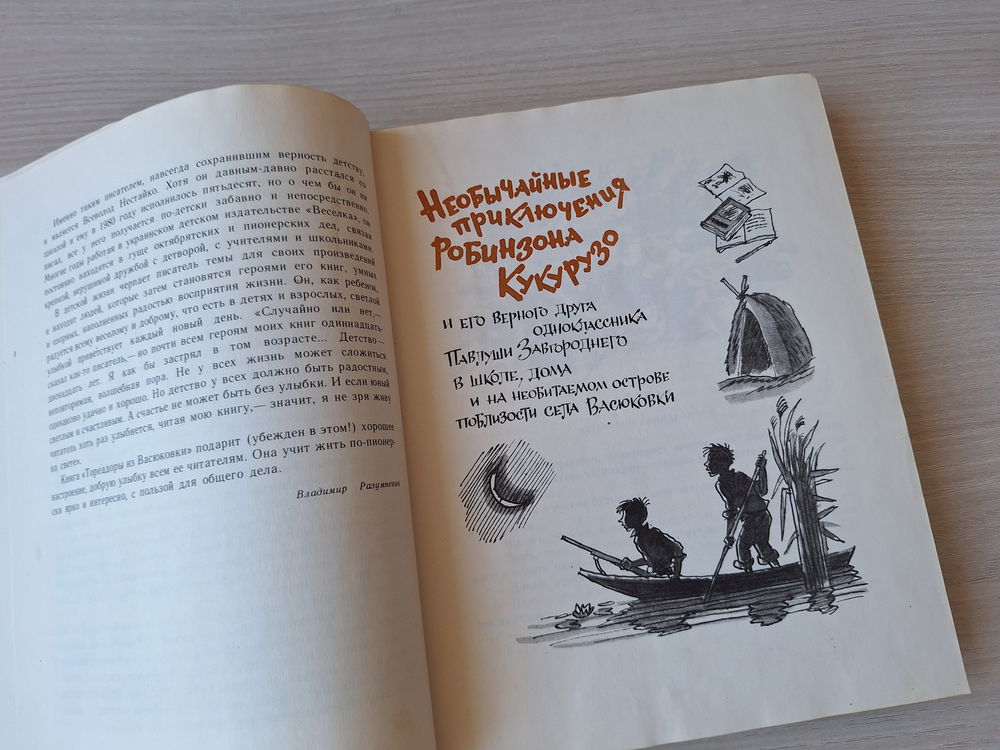 Именно таким писателем, навсегда сохранившим верность детству,
и является Всеволод Нестайко. Хотя он давным-давно расстался со
школой и ему в 1980 году исполнилось пятьдесят, но о чем бы он ни
писал, все у него получается по-детски забавно и непосредственно.
Многие годы работая в украинском детском издательстве «Веселка», он
постоянно находится в гуще октябрятских и пионерских дел, связан
крепкой, нерушимой дружбой с детворой, с учителями и школьниками.
В детской жизни черпает писатель темы для своих произведений
и находит людей, которые затем становятся героями его книг, умных
и озорных, наполненных радостью восприятия жизни. Он, как ребенок,
радуется всему веселому и доброму, что есть в детях и взрослых, светлой
улыбкой приветствует каждый новый день. «Случайно или нет,—
сказал как-то писатель,— но почти всем героям моих книг одиннадцать-
двенадцать лет. Я как бы застрял в том возрасте... Детство —
неповторимая, волшебная пора. Не у всех жизнь может сложиться
одинаково удачно и хорошо. Но детство у всех должно быть радостным,
светлым и счастливым. А счастье не может быть без улыбки. И если юный
читатель хоть раз улыбнется, читая мою книгу,— значит, я не зря живу
на свете».
Книга «Тореадоры из Васюковки» подарит (убежден в этом!) хорошее
настроение, добрую улыбку всем ее читателям. Она учит жить по-пионер-
ски ярко и интересно, с пользой для общего дела.
Владимир Разумневич
Необычайные
приключения
Робинзона
Кукурузо
и его верного друга
одноклассника
Павлуши Завгороднего
в школе, дома
и на необитаемом острове
поблизости села Васюковки